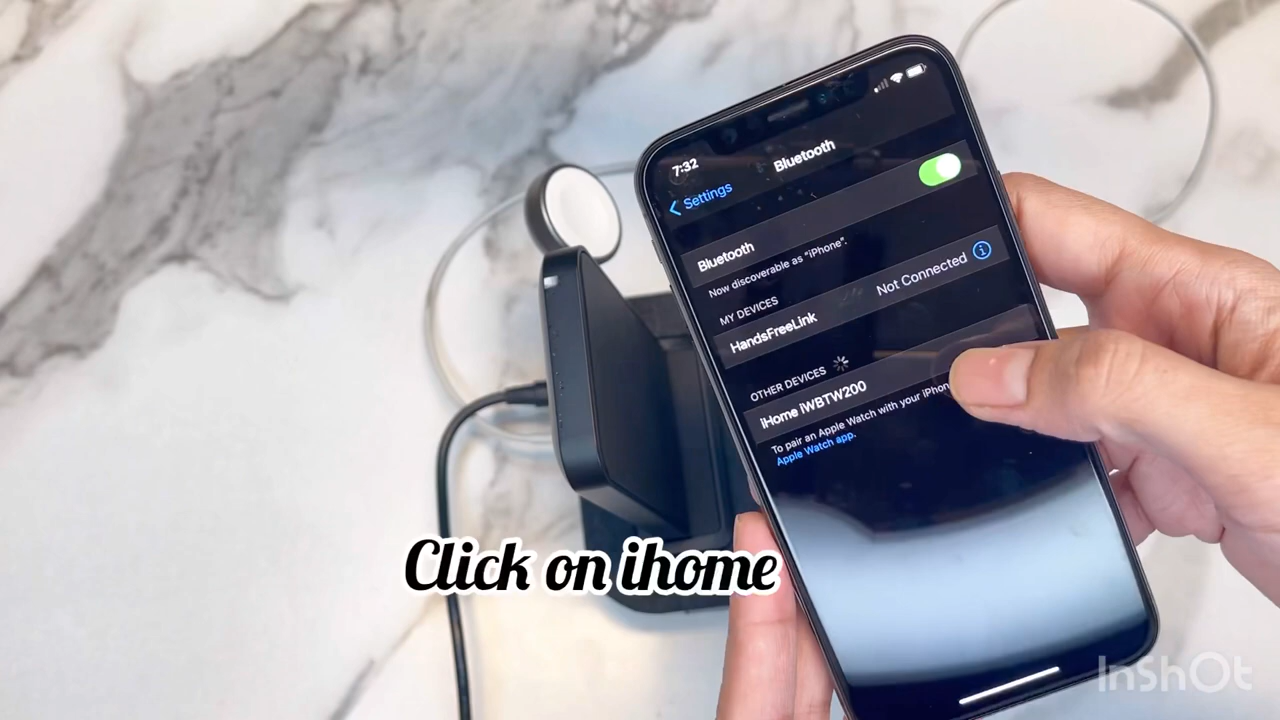 7:32
Settings
Bluetooth
Bluetooth
Now discoverable as "iPhone".
MY DEVICES
HandsFreeLink
Not Connected
OTHER DEVICES
iHome iWBTW200
To pair an Apple Watch with your iPhone
Apple Watch app.
Click on ihome
InShOt